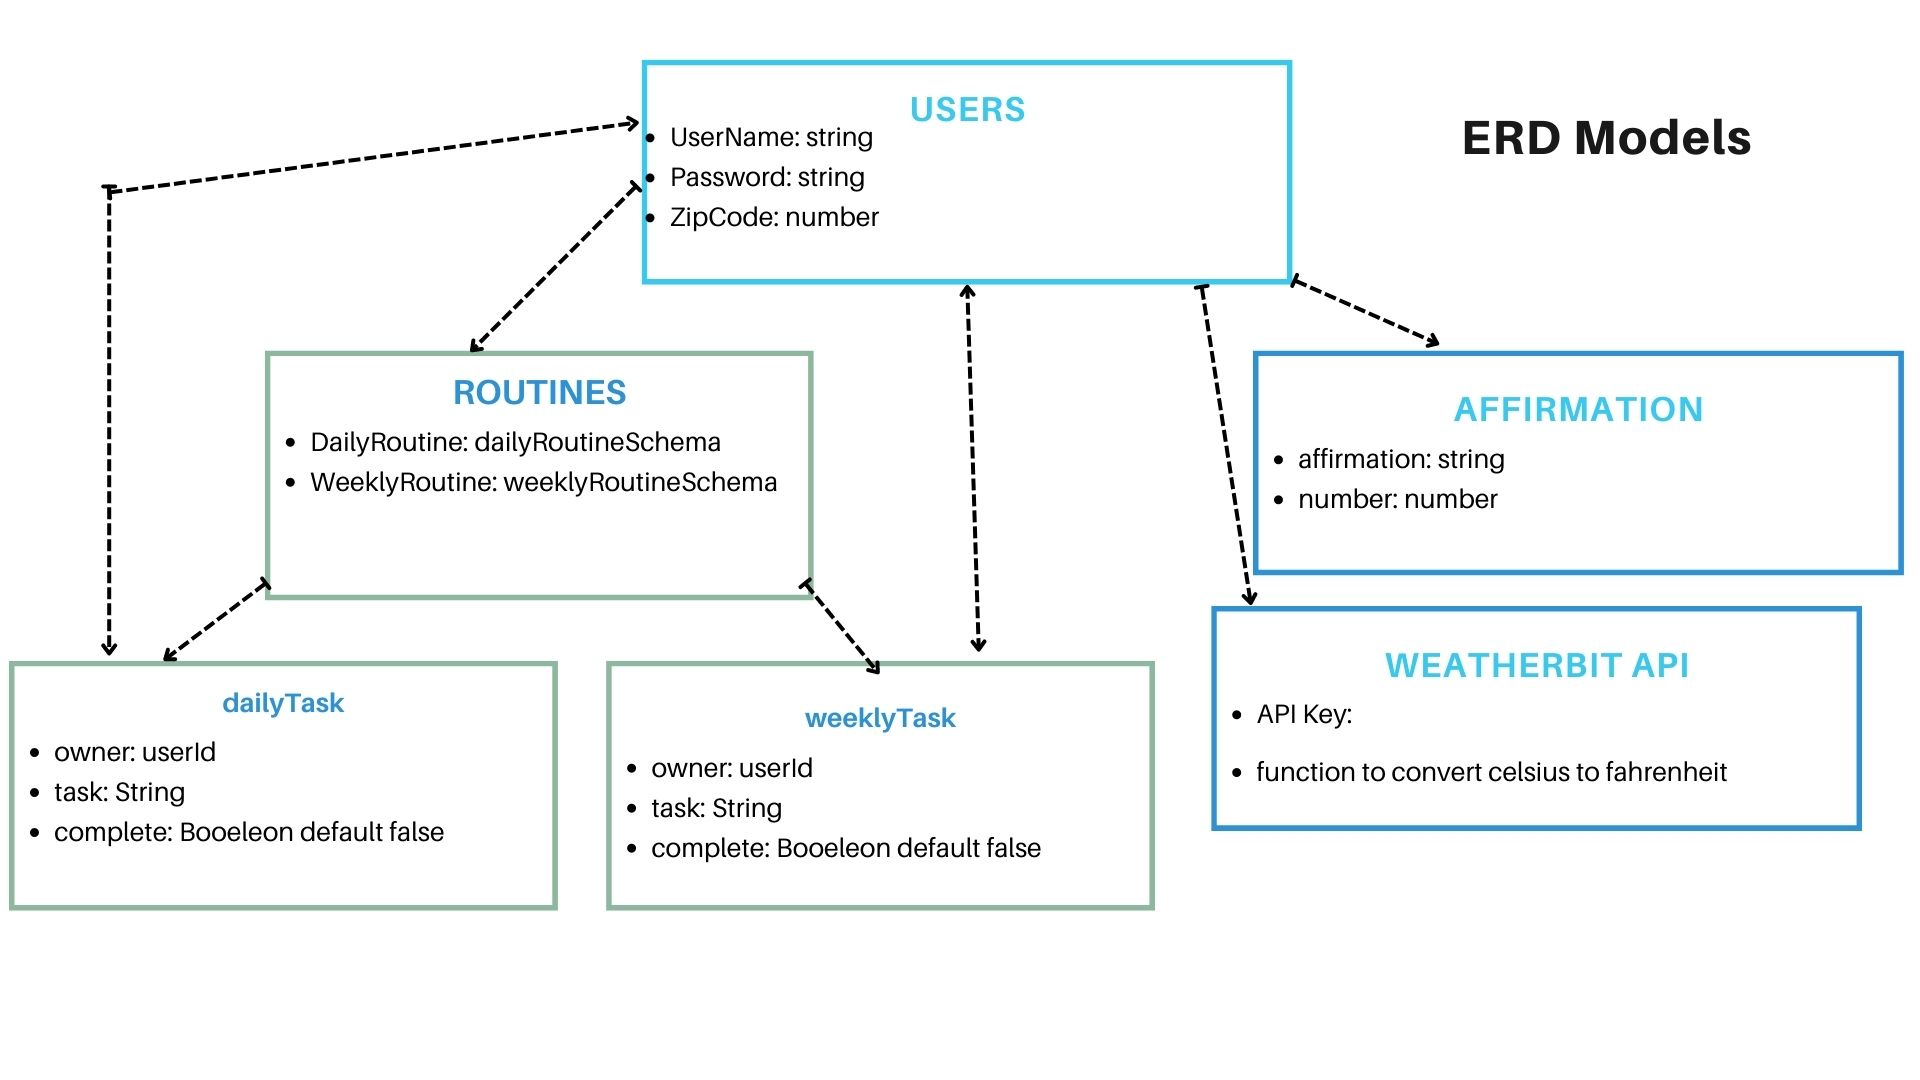 USERS
UserName: string
Password: string
ZipCode: number
ERD Models
ROUTINES
DailyRoutine: dailyRoutineSchema
WeeklyRoutine: weeklyRoutineSchema
AFFIRMATION
affirmation: string
number: number
dailyTask
owner: userId
task: String
complete: Booeleon default false
weeklyTask
owner: userId
task: String
complete: Booeleon default false
WEATHERBIT API
API Key:
function to convert celsius to fahrenheit